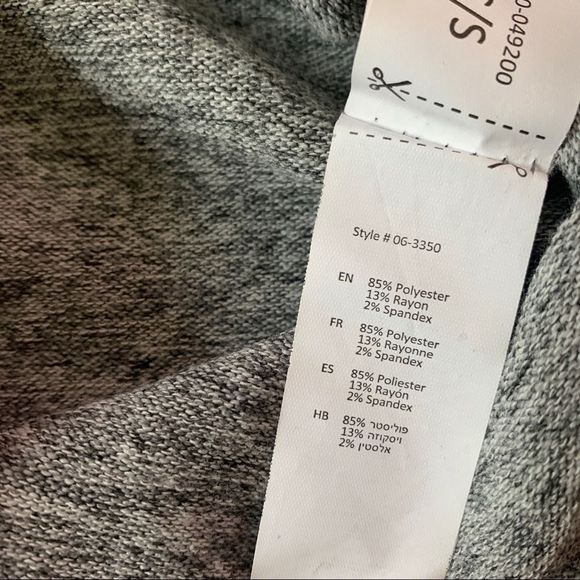 0-049200
/S
Style # 06-3350
EN 85% Polyester
13% Rayon
2% Spandex
FR 85% Polyester
13% Rayonne
2% Spandex
ES 85% Poliester
13% Rayón
2% Spandex
HB 85% פוליסטר
13% ויסקוזה
2% אלסטין